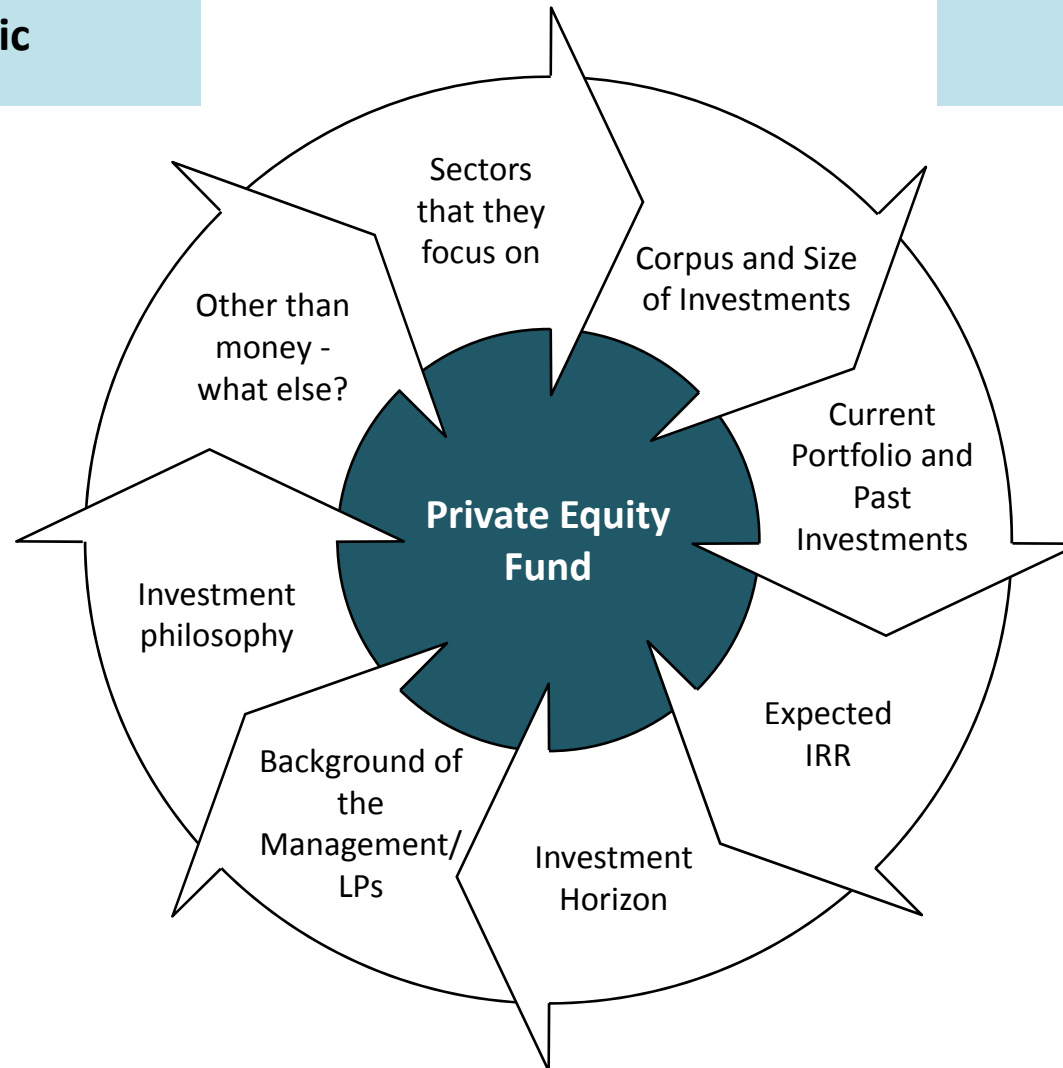 ic
Sectors
that they
focus on
Corpus and Size
of Investments
Current
Portfolio and
Past
Investments
Expected
IRR
Investment
Horizon
Background of
the
Management/
LPs
Investment
philosophy
Other than
money -
what else?
Private Equity
Fund